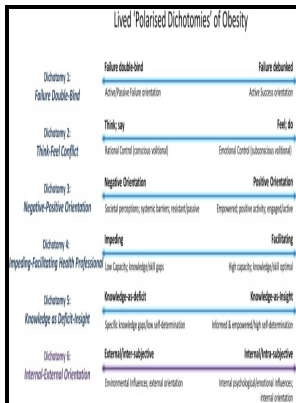 Lived 'Polarised Dichotomies' of Obesity
Dichotomy 1:
Failure Double-Bind
Failure double-bind
Failure debunked
Active/Passive Failure orientation
Active Success orientation
Dichotomy 2:
Think-Feel Conflict
Think; say
Feel; do
Rational Control (conscious volitional)
Emotional Control (subconscious volitional)
Dichotomy 3:
Negative-Positive Orientation
Negative Orientation
Positive Orientation
Societal perceptions; systemic barriers; resistant/passive
Empowered; positive activity; engaged/active
Dichotomy 4:
Impeding-Facilitating Health Professional
Impeding
Facilitating
Low Capacity; knowledge/skill gaps
High capacity; knowledge/skill optimal
Dichotomy 5:
Knowledge as Deficit-Insight
Knowledge-as-deficit
Knowledge-as-insight
Specific knowledge gaps/low self-determination
Informed & empowered/high self-determination
Dichotomy 6:
Internal-External Orientation
External/inter-subjective
Internal/Intra-subjective
Environmental influences; external orientation
Internal psychological/emotional influences;
internal orientation